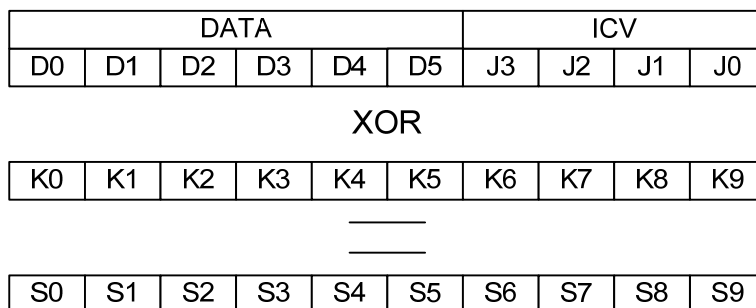 DATA ICV
D0 D1 D2 D3 D4 D5 J3 J2 J1 J0
XOR
K0 K1 K2 K3 K4 K5 K6 K7 K8 K9
S0 S1 S2 S3 S4 S5 S6 S7 S8 S9